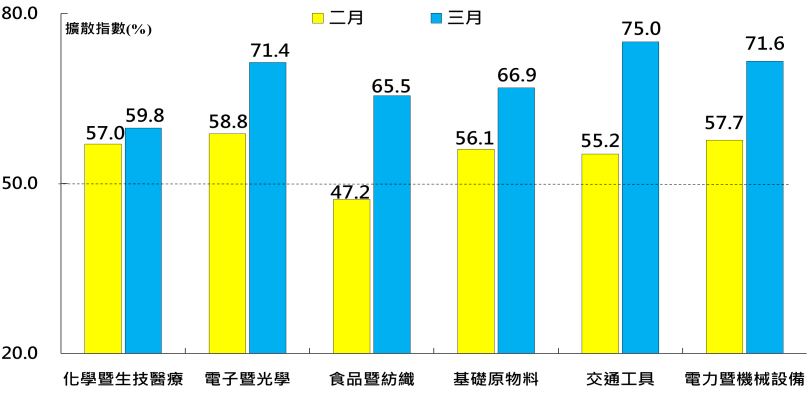 80.0
擴散指數(%)
二月
三月
57.0
59.8
58.8
71.4
47.2
65.5
56.1
66.9
55.2
75.0
57.7
71.6
50.0
20.0
化學暨生技醫療
電子暨光學
食品暨紡織
基礎原物料
交通工具
電力暨機械設備